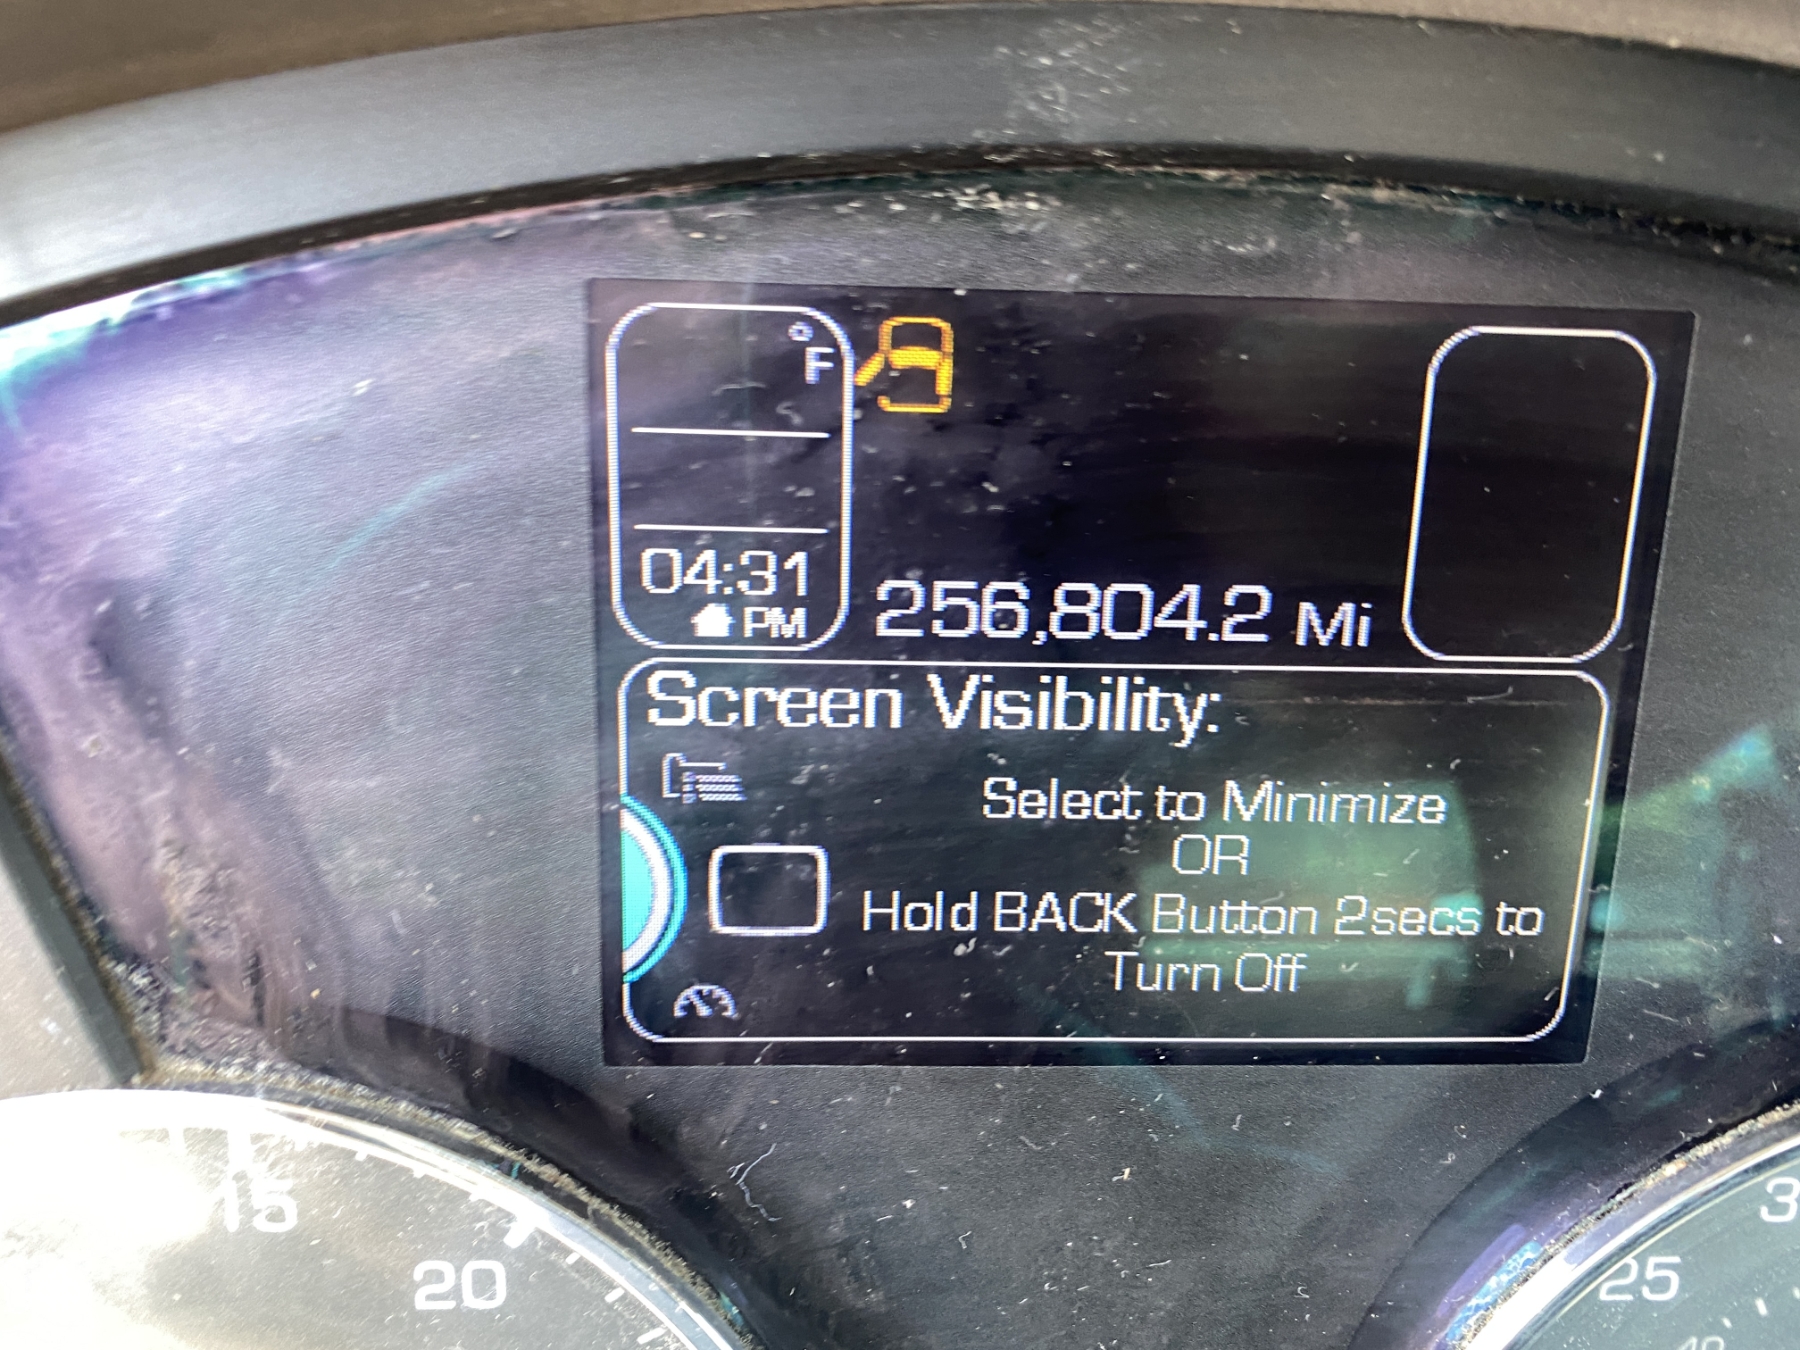 °F
04:31
PM
256,804.2 Mi
Screen Visibility:
Select to Minimize
OR
Hold BACK Button 2secs to
Turn Off
15
20
25